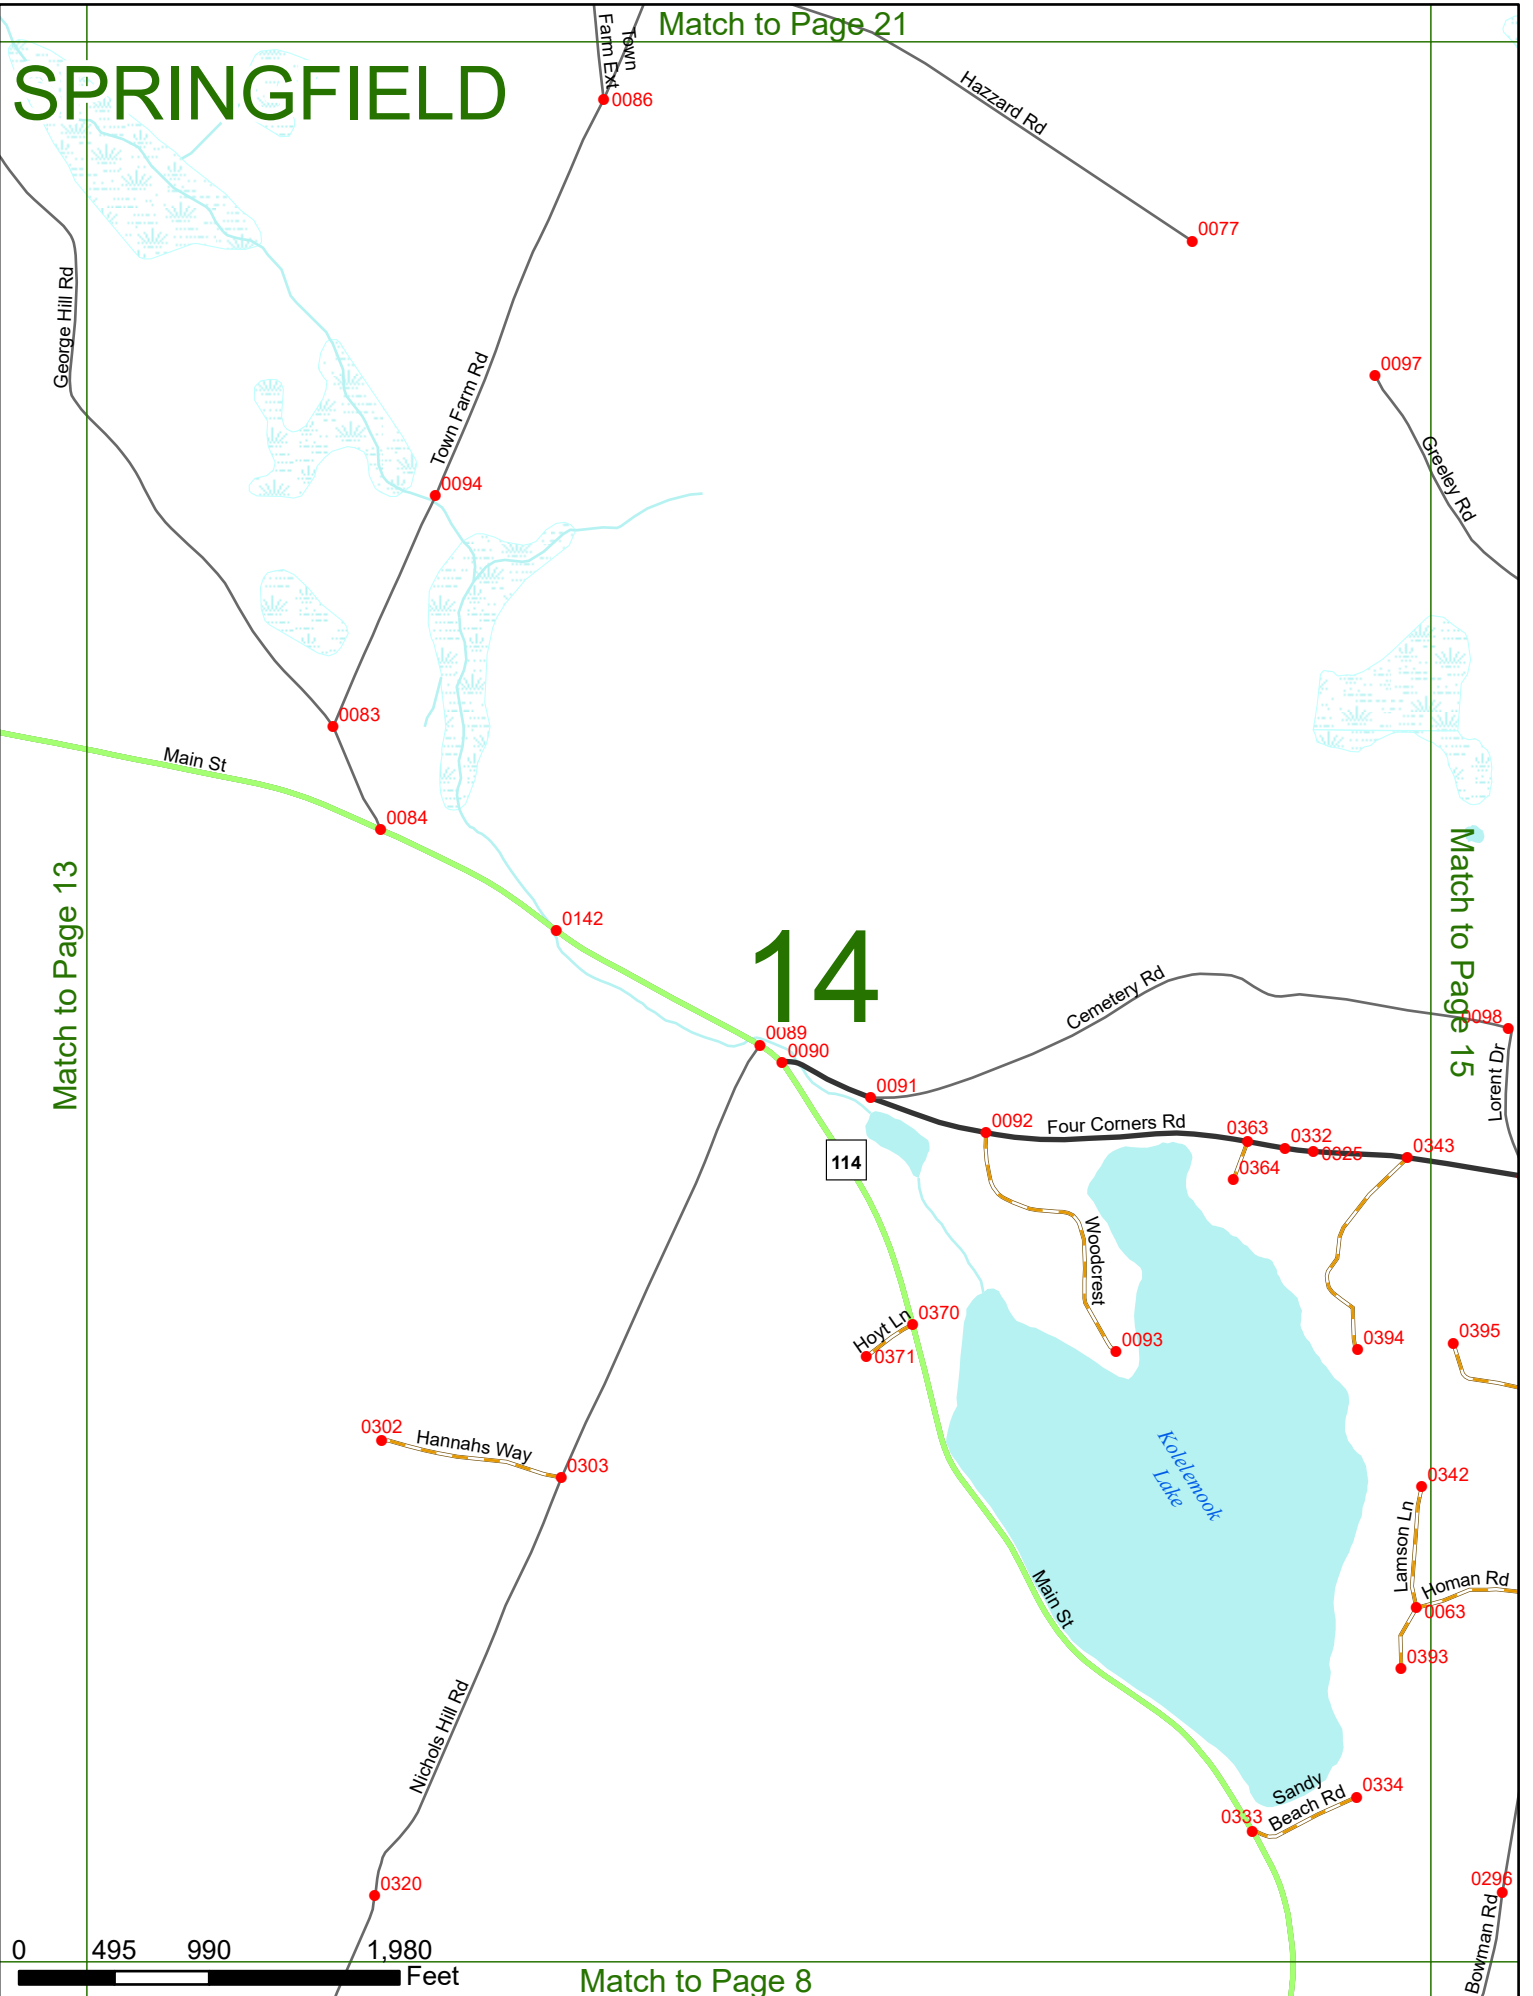 Match to Page 21
SPRINGFIELD
Town
Farm Ext
0086
Hazzard Rd
0077
George Hill Rd
Town Farm Rd
0097
Greeley Rd
0094
0083
Main St
0084
Match to Page 13
0142
14
Match to Page 15
Cemetery Rd
0098
Lorent Dr
0089
0090
0091
0092
Four Corners Rd
0363
0332
0325
0343
114
0364
Woodcrest
0370
Hoyt Ln
0371
0093
0394
0395
0302
Hannahs Way
0303
Kolelemook
Lake
0342
Lamson Ln
Homan Rd
0063
Main St
0393
Nichols Hill Rd
Sandy
Beach Rd
0334
0333
0320
0296
Bowman Rd
0 495 990 1,980
Feet
Match to Page 8